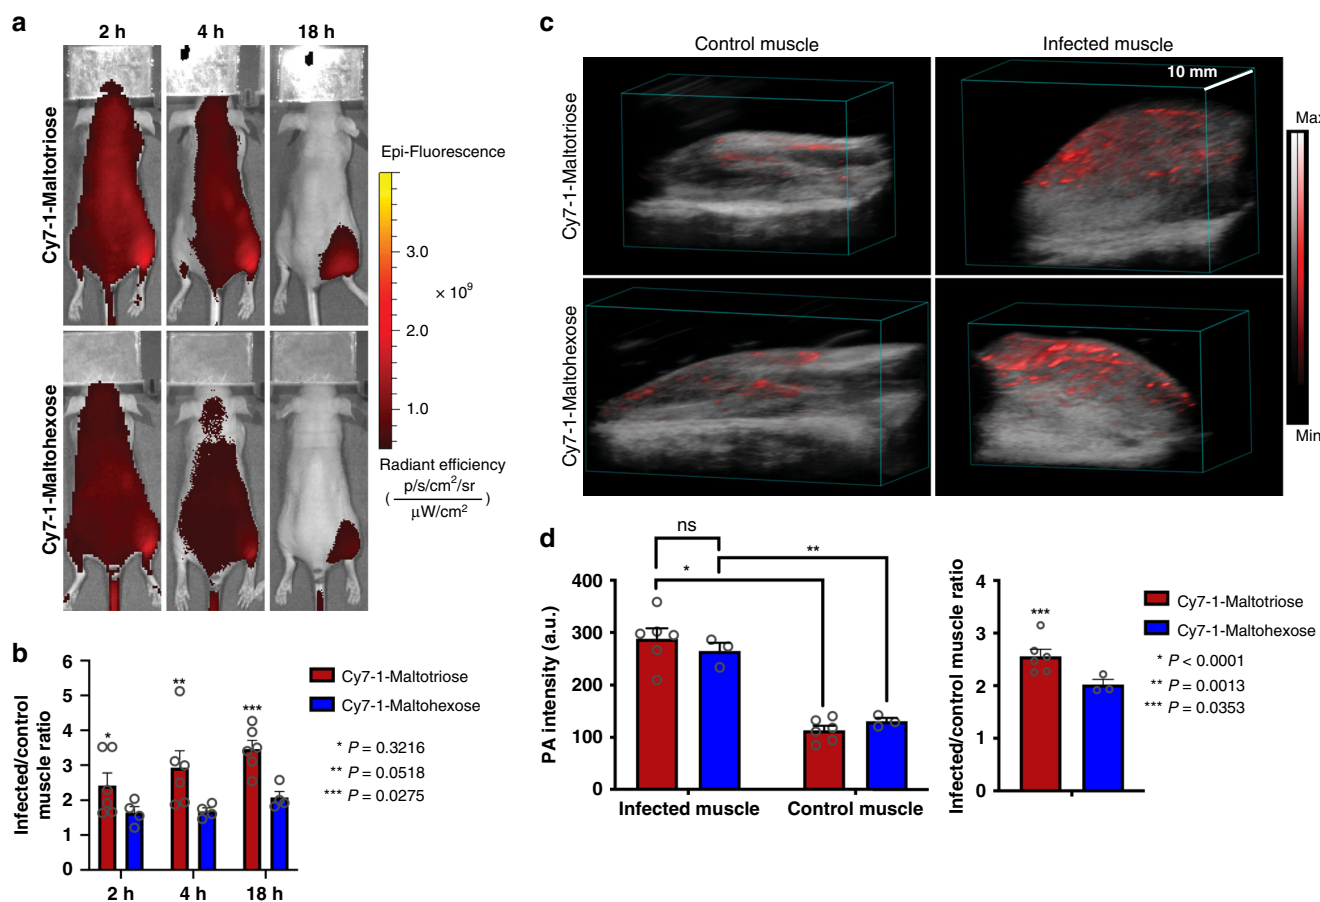 a
2 h 4 h 18 h
Cy7-1-Maltotriose
Cy7-1-Maltohexose
Epi-Fluorescence
3.0
× 10⁹
2.0
1.0
Radiant efficiency
( p/s/cm²/sr )
μW/cm²
b
Infected/control
muscle ratio
6
5
4
3
2
1
0
* ** ***
2 h 4 h 18 h
Cy7-1-Maltotriose
Cy7-1-Maltohexose
* P = 0.3216
** P = 0.0518
*** P = 0.0275
c
Control muscle Infected muscle
Cy7-1-Maltotriose
Cy7-1-Maltohexose
10 mm
Max
Min
d
PA intensity (a.u.)
400
300
200
100
0
ns
*
**
Infected muscle Control muscle
Infected/control muscle ratio
4
3
2
1
0
***
Cy7-1-Maltotriose
Cy7-1-Maltohexose
* P < 0.0001
** P = 0.0013
*** P = 0.0353